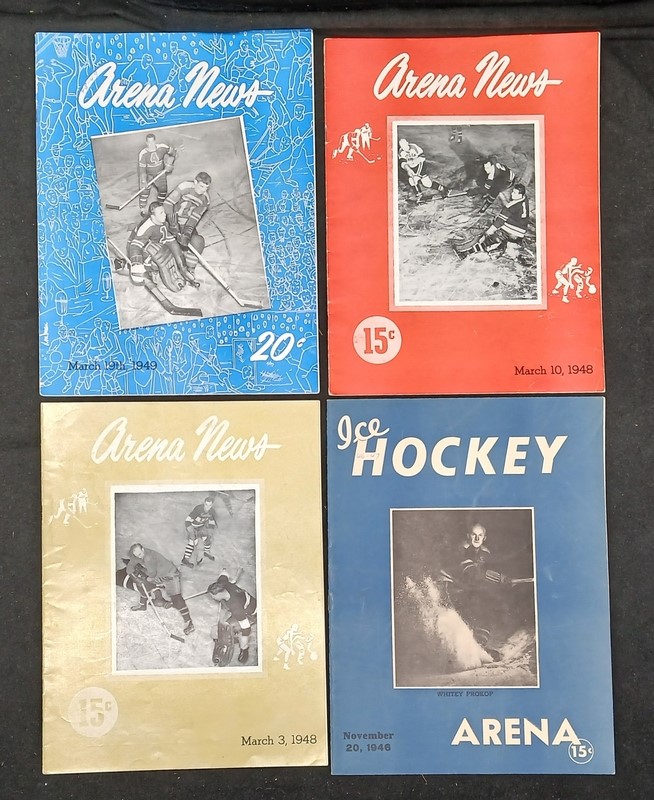 Arena News
20¢
March 19th, 1949
Arena News
15¢
March 10, 1948
Arena News
15¢
March 3, 1948
Ice
HOCKEY
WHITEY PROKOP
November
20, 1946
ARENA
15¢